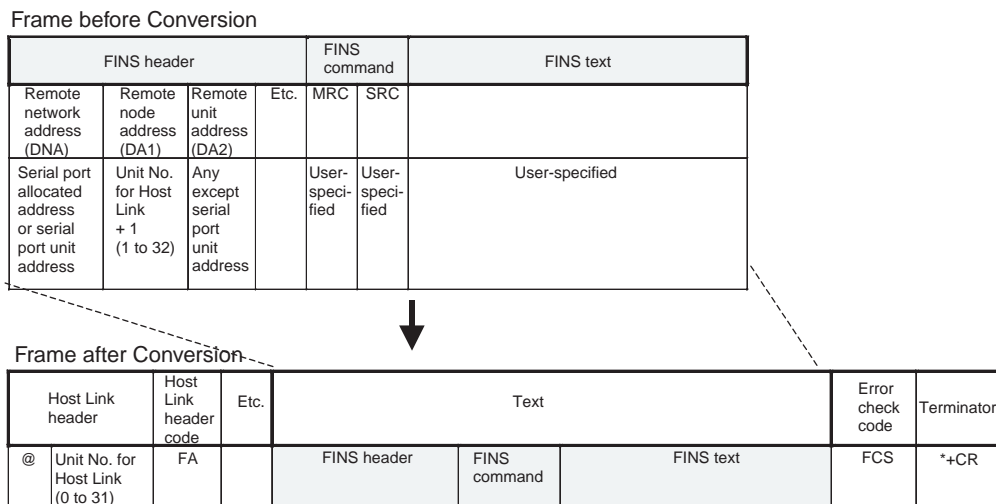 Frame before Conversion
FINS header
FINS
command
FINS text
Remote
network
address
(DNA)
Remote
node
address
(DA1)
Remote
unit
address
(DA2)
Etc.
MRC
SRC
Serial port
allocated
address
or serial
port unit
address
Unit No.
for Host
Link
+ 1
(1 to 32)
Any
except
serial
port
unit
address
User-
speci-
fied
User-
speci-
fied
User-specified
Frame after Conversion
Host Link
header
Host
Link
header
code
Etc.
Text
Error
check
code
Terminator
@
Unit No. for
Host Link
(0 to 31)
FA
FINS header
FINS
command
FINS text
FCS
*+CR